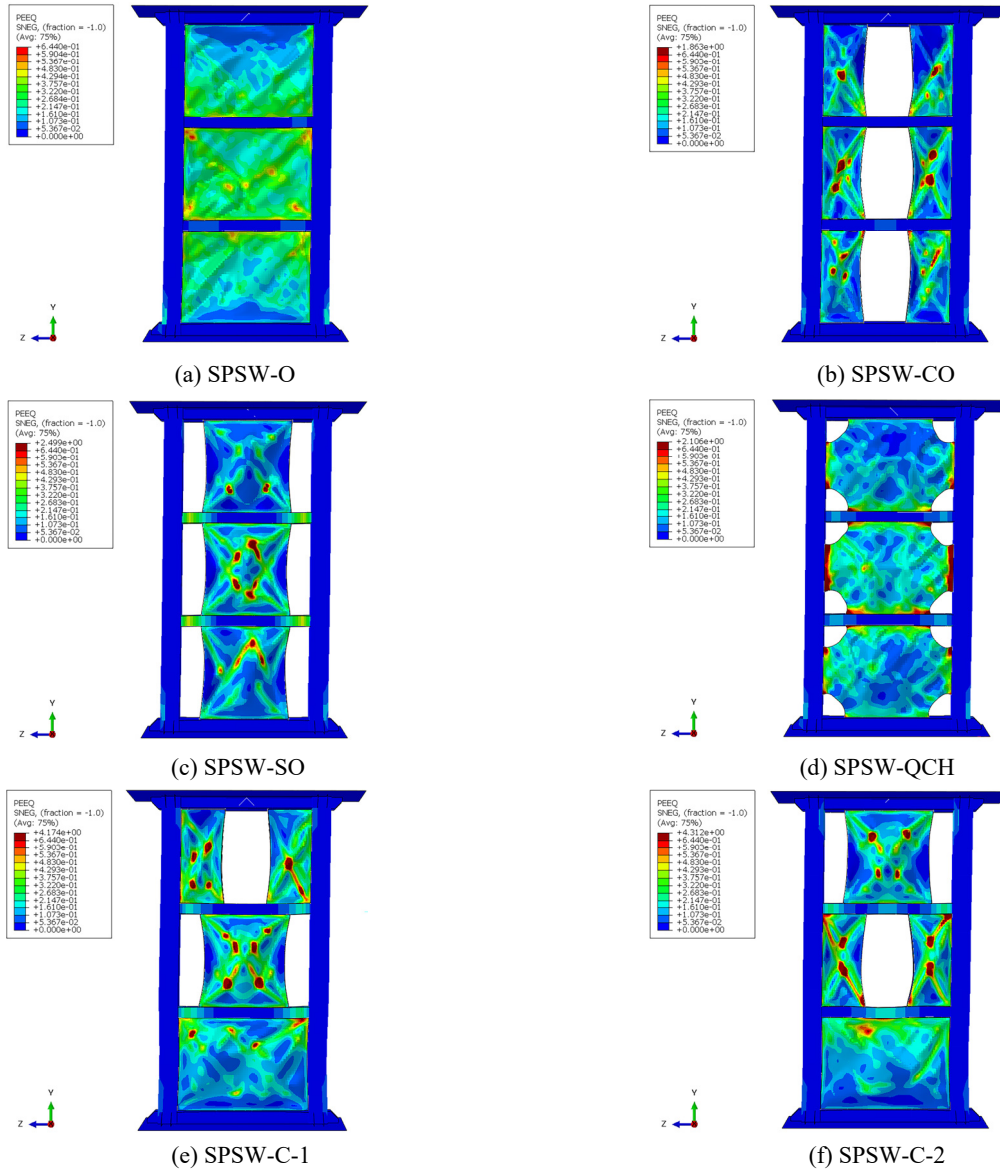 PEEQ
SNEG, (fraction = -1.0)
(Avg: 75%)
+6.440e-01
+5.904e-01
+5.367e-01
+4.830e-01
+4.294e-01
+3.757e-01
+3.220e-01
+2.684e-01
+2.147e-01
+1.610e-01
+1.073e-01
+5.367e-02
+0.000e+00
Y
Z
(a) SPSW-O
PEEQ
SNEG, (fraction = -1.0)
(Avg: 75%)
+1.863e+00
+6.440e-01
+5.903e-01
+5.367e-01
+4.830e-01
+4.293e-01
+3.757e-01
+3.220e-01
+2.683e-01
+2.147e-01
+1.610e-01
+1.073e-01
+5.367e-02
+0.000e+00
Y
Z
(b) SPSW-CO
PEEQ
SNEG, (fraction = -1.0)
(Avg: 75%)
+2.499e+00
+6.440e-01
+5.903e-01
+5.367e-01
+4.830e-01
+4.293e-01
+3.757e-01
+3.220e-01
+2.683e-01
+2.147e-01
+1.610e-01
+1.073e-01
+5.367e-02
+0.000e+00
Y
Z
(c) SPSW-SO
PEEQ
SNEG, (fraction = -1.0)
(Avg: 75%)
+2.106e+00
+6.440e-01
+5.903e-01
+5.367e-01
+4.830e-01
+4.293e-01
+3.757e-01
+3.220e-01
+2.683e-01
+2.147e-01
+1.610e-01
+1.073e-01
+5.367e-02
+0.000e+00
Y
Z
(d) SPSW-QCH
PEEQ
SNEG, (fraction = -1.0)
(Avg: 75%)
+4.174e+00
+6.440e-01
+5.903e-01
+5.367e-01
+4.830e-01
+4.293e-01
+3.757e-01
+3.220e-01
+2.683e-01
+2.147e-01
+1.610e-01
+1.073e-01
+5.367e-02
+0.000e+00
Y
Z
(e) SPSW-C-1
PEEQ
SNEG, (fraction = -1.0)
(Avg: 75%)
+4.312e+00
+6.440e-01
+5.903e-01
+5.367e-01
+4.830e-01
+4.293e-01
+3.757e-01
+3.220e-01
+2.683e-01
+2.147e-01
+1.610e-01
+1.073e-01
+5.367e-02
+0.000e+00
Y
Z
(f) SPSW-C-2